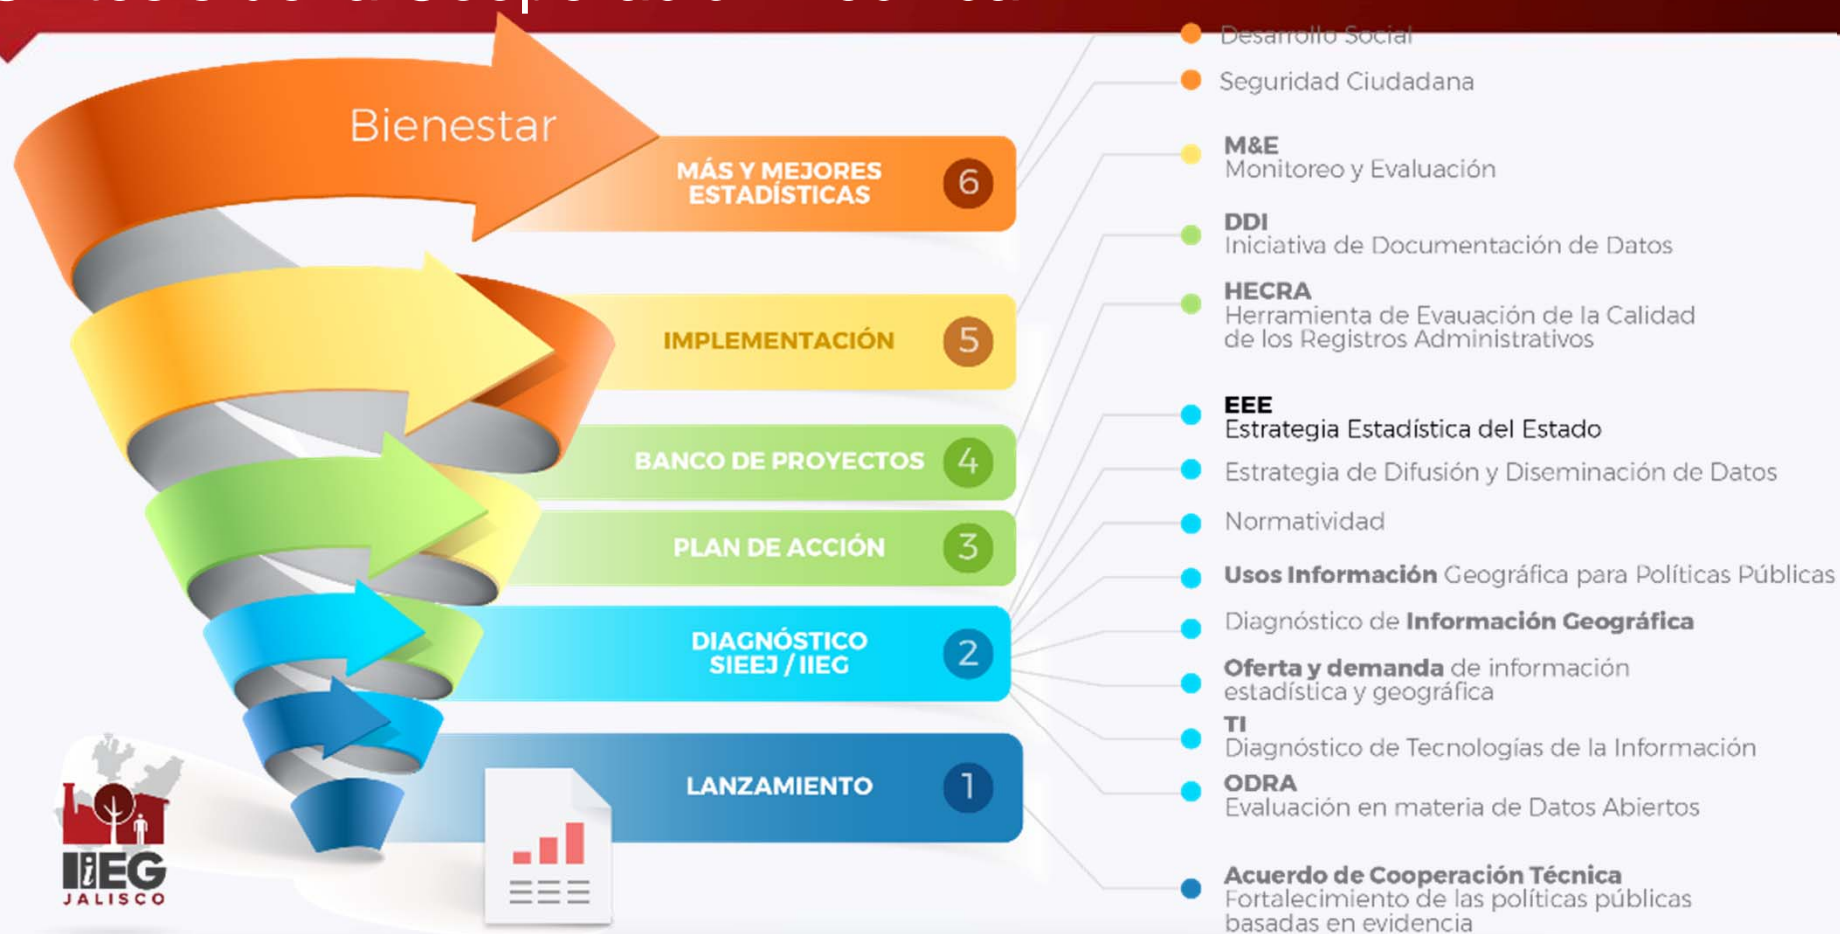 de la Cooperación Técnica
Bienestar
MÁS Y MEJORES
ESTADÍSTICAS
6
IMPLEMENTACIÓN
5
BANCO DE PROYECTOS
4
PLAN DE ACCIÓN
3
DIAGNÓSTICO
SIEEJ / IIEG
2
LANZAMIENTO
1
Desarrollo Social
Seguridad Ciudadana
M&E
Monitoreo y Evaluación
DDI
Iniciativa de Documentación de Datos
HECRA
Herramienta de Evauación de la Calidad
de los Registros Administrativos
EEE
Estrategia Estadística del Estado
Estrategia de Difusión y Diseminación de Datos
Normatividad
Usos Información Geográfica para Políticas Públicas
Diagnóstico de Información Geográfica
Oferta y demanda de información
estadística y geográfica
TI
Diagnóstico de Tecnologías de la Información
ODRA
Evaluación en materia de Datos Abiertos
Acuerdo de Cooperación Técnica
Fortalecimiento de las políticas públicas
basadas en evidencia
IIEG
JALISCO